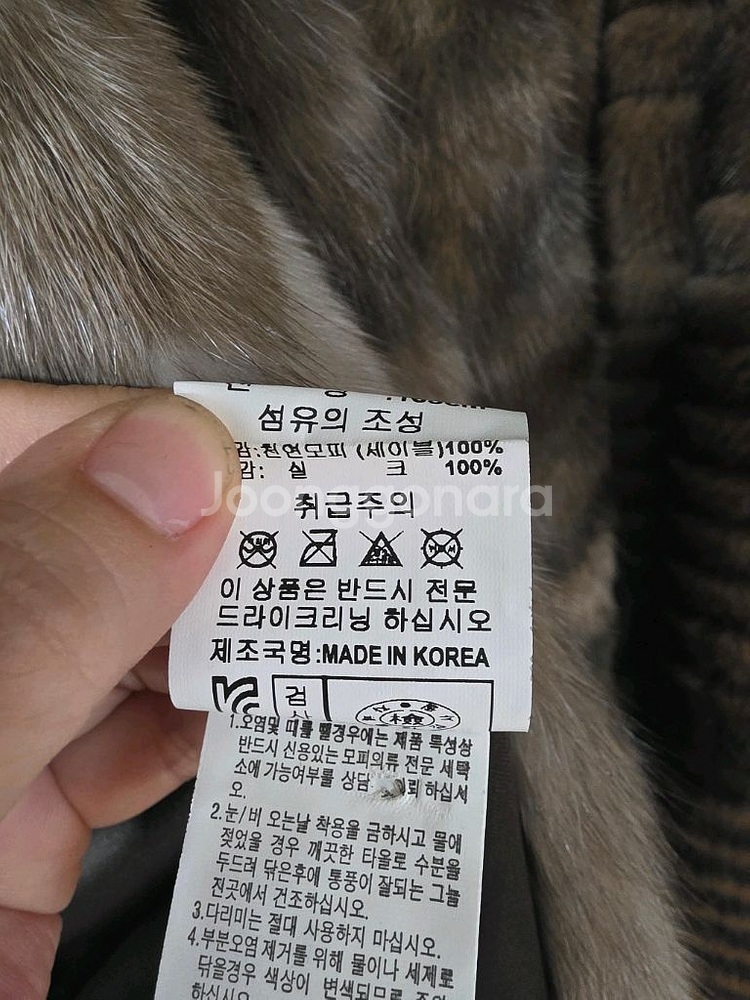 섬유의 조성
감:천연모피 (세이블)100%
감: 실 크 100%
Joonggonara
취급주의
이 상품은 반드시 전문
드라이크리닝 하십시오
제조국명:MADE IN KOREA
검
1.오염및 때를 뺄경우에는 제품 특성상
반드시 신용있는 모피의류 전문 세탁
소에 가능여부를 상담 하십시
오.
2.눈/비 오는날 착용을 금하시고 물에
젖었을 경우 깨끗한 타올로 수분을
두드려 닦은후에 통풍이 잘되는 그늘
진곳에서 건조하십시오.
3.다리미는 절대 사용하지 마십시오.
4.부분오염 제거를 위해 물이나 세제로
닦을경우 색상이 변색되므로